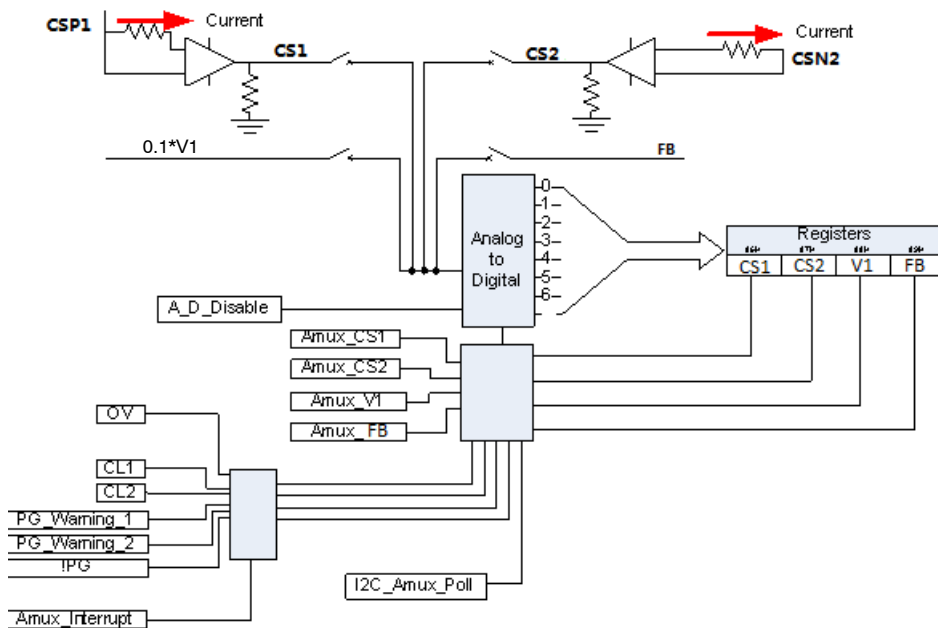 CSP1
Current
CS1
CS2
Current
CSN2
0.1*V1
FB
Analog
to
Digital
0
1
2
3
4
5
6
Registers
CS1 CS2 V1 FB
A_D_Disable
Amux_CS1
Amux_CS2
Amux_V1
Amux_FB
OV
CL1
CL2
PG_Warning_1
PG_Warning_2
!PG
I2C_Amux_Poll
Amux_Interrupt